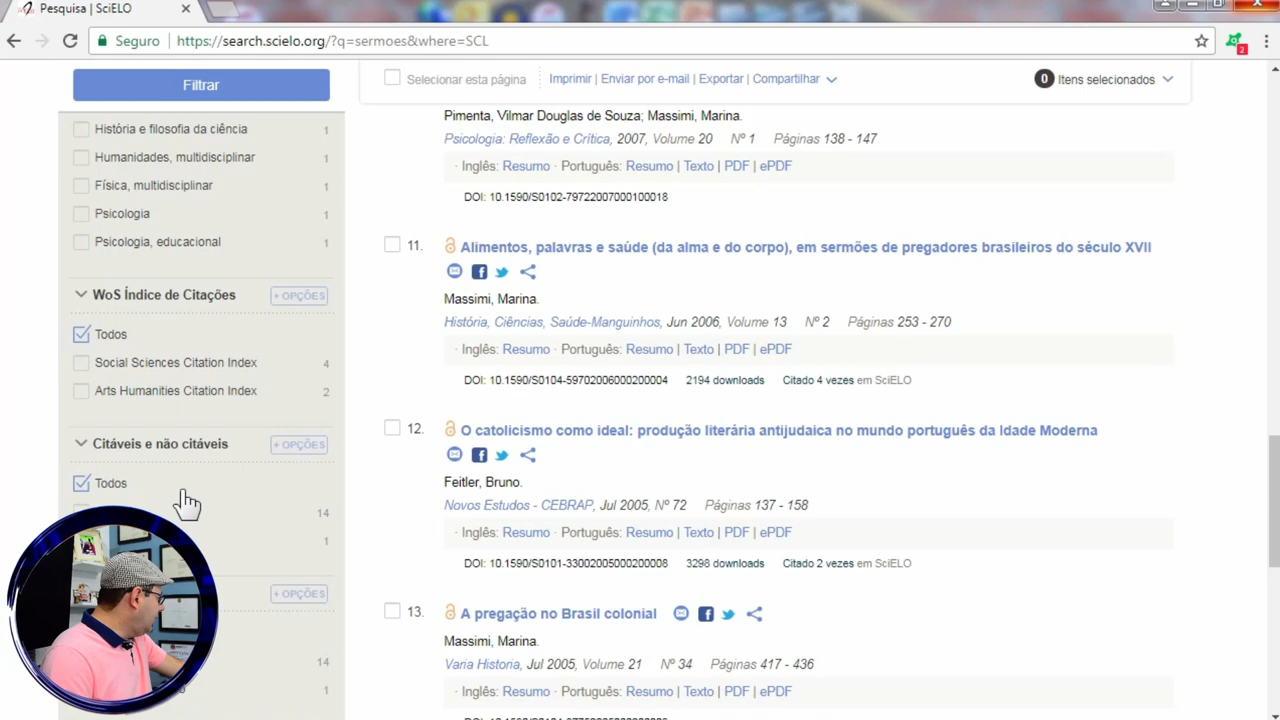 Pesquisa | SciELO
Seguro | https://search.scielo.org/?q=sermoes&where=SCL
2
Filtrar
História e filosofia da ciência 1
Humanidades, multidisciplinar 1
Física, multidisciplinar 1
Psicologia 1
Psicologia, educacional 1
WoS Índice de Citações + OPÇÕES
Todos
Social Sciences Citation Index 4
Arts Humanities Citation Index 2
Citáveis e não citáveis + OPÇÕES
Todos
14
1
+ OPÇÕES
14
1
Selecionar esta página Imprimir | Enviar por e-mail | Exportar | Compartilhar 0 Itens selecionados
Pimenta, Vilmar Douglas de Souza; Massimi, Marina.
Psicologia: Reflexão e Crítica, 2007, Volume 20 Nº 1 Páginas 138 - 147
· Inglês: Resumo · Português: Resumo | Texto | PDF | ePDF
DOI: 10.1590/S0102-79722007000100018
11. Alimentos, palavras e saúde (da alma e do corpo), em sermões de pregadores brasileiros do século XVII
Massimi, Marina.
História, Ciências, Saúde-Manguinhos, Jun 2006, Volume 13 Nº 2 Páginas 253 - 270
· Inglês: Resumo · Português: Resumo | Texto | PDF | ePDF
DOI: 10.1590/S0104-59702006000200004 2194 downloads Citado 4 vezes em SciELO
12. O catolicismo como ideal: produção literária antijudaica no mundo português da Idade Moderna
Feitler, Bruno.
Novos Estudos - CEBRAP, Jul 2005, Nº 72 Páginas 137 - 158
· Inglês: Resumo · Português: Resumo | Texto | PDF | ePDF
DOI: 10.1590/S0101-33002005000200008 3298 downloads Citado 2 vezes em SciELO
13. A pregação no Brasil colonial
Massimi, Marina.
Varia Historia, Jul 2005, Volume 21 Nº 34 Páginas 417 - 436
· Inglês: Resumo · Português: Resumo | Texto | PDF | ePDF